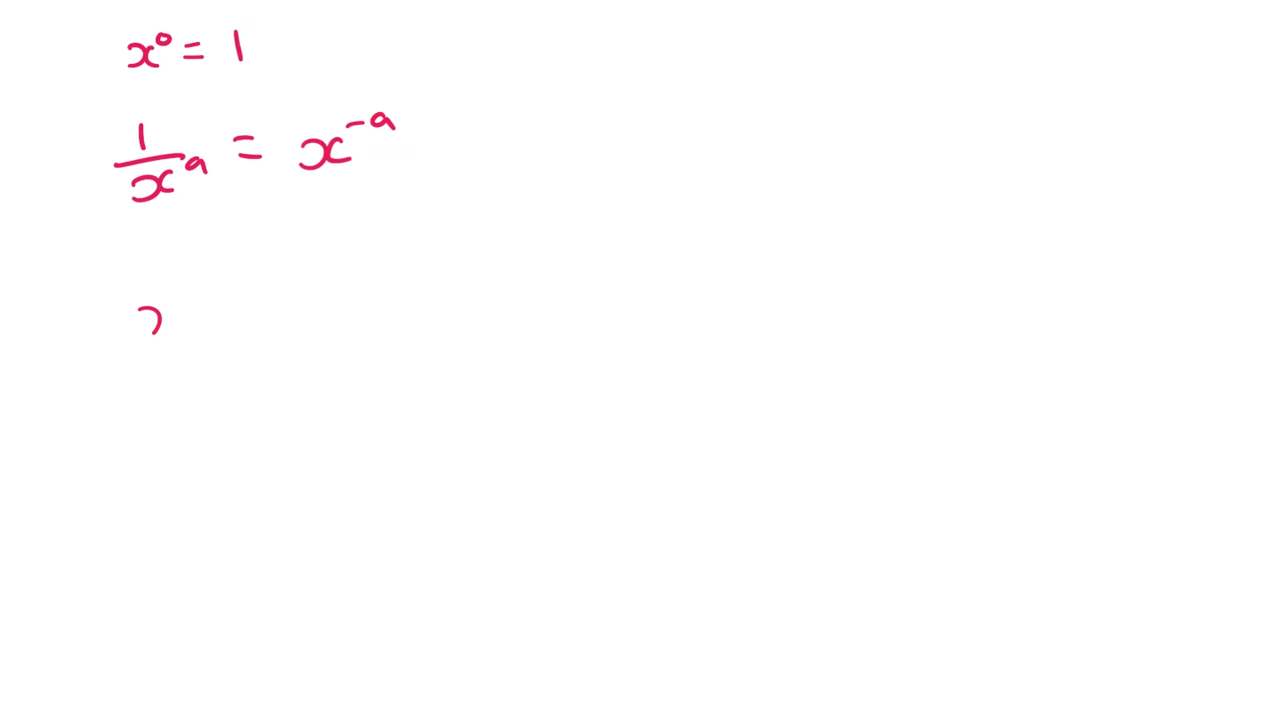 x⁰ = 1
1/xᵃ = x⁻ᵃ